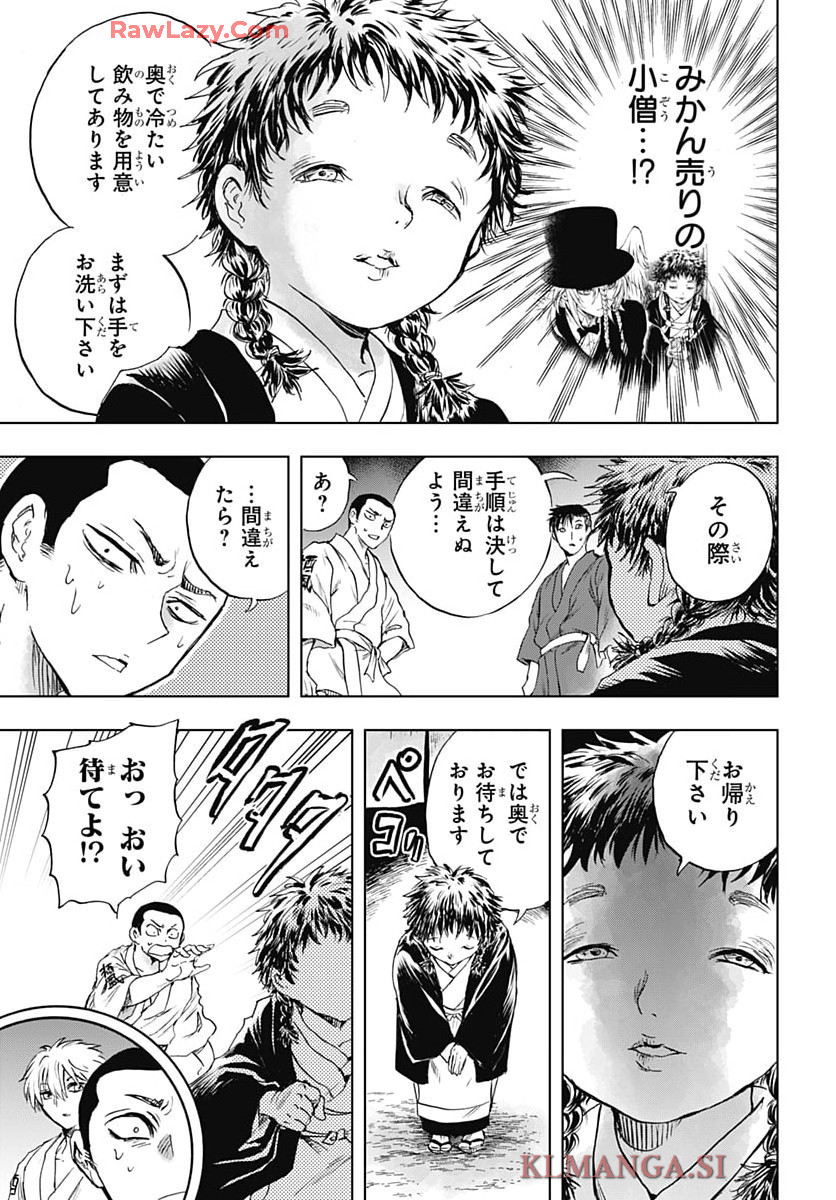 RawLazy.Com
みかん売りの
小僧…!?
奥で冷たい
飲み物を用意
してあります
まずは手を
お洗い下さい
その際
手順は決して
間違えぬ
よう…
あ?
…間違え
たら?
お帰り
下さい
では奥で
お待ちして
おります
ペコッ
タタタ
おっ おい
待てよ!?
KLMANGA.SI